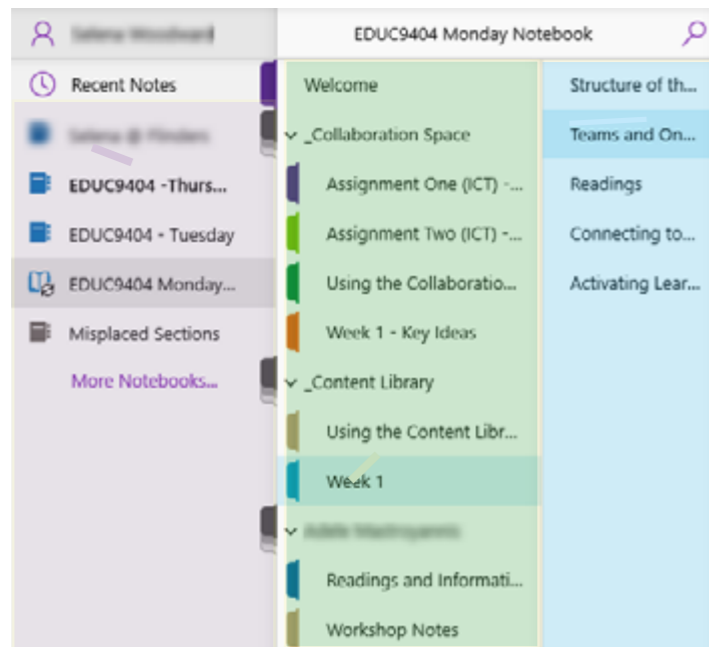 EDUC9404 Monday Notebook
Recent Notes
EDUC9404 -Thurs...
EDUC9404 - Tuesday
EDUC9404 Monday...
Misplaced Sections
More Notebooks...
Welcome
_Collaboration Space
Assignment One (ICT) -...
Assignment Two (ICT) -...
Using the Collaboratio...
Week 1 - Key Ideas
_Content Library
Using the Content Libr...
Week 1
Readings and Informati...
Workshop Notes
Structure of th...
Teams and On...
Readings
Connecting to...
Activating Lear...